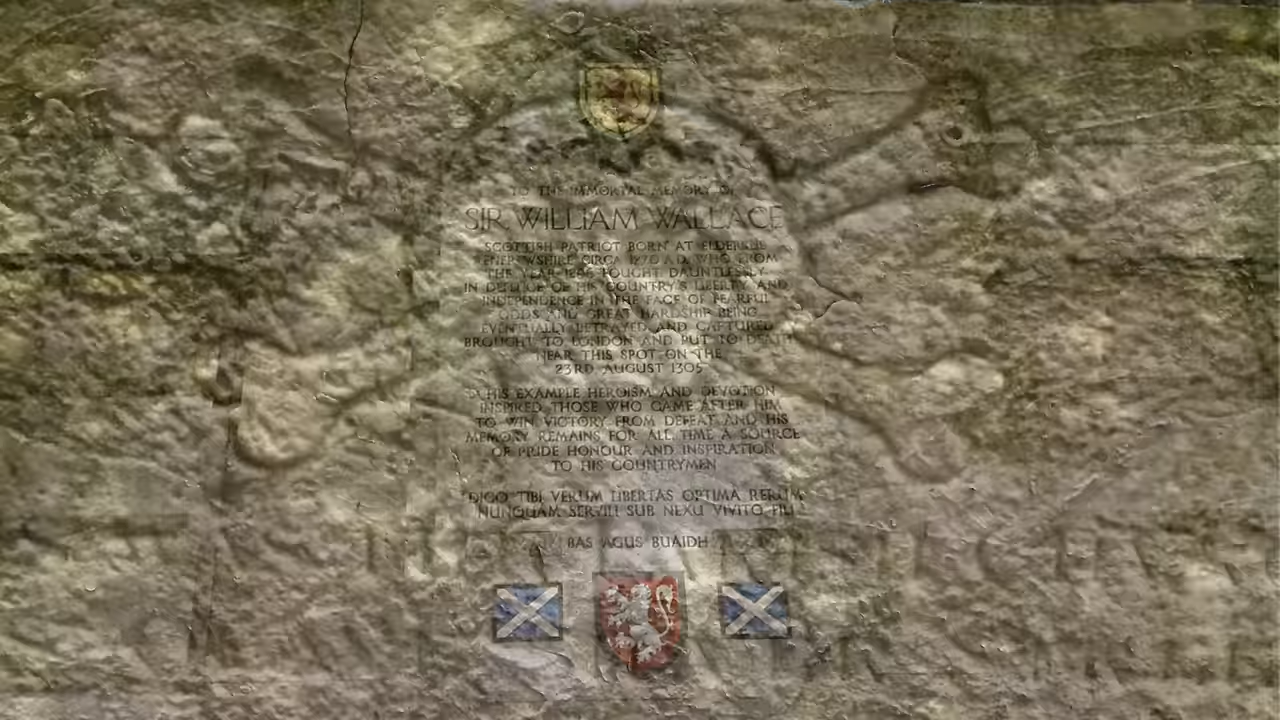 TO THE IMMORTAL MEMORY OF
SIR WILLIAM WALLACE
SCOTTISH PATRIOT BORN AT ELDERSLIE
RENFREWSHIRE CIRCA 1270 A.D. WHO FROM
THE YEAR 1296 FOUGHT DAUNTLESSLY
IN DEFENCE OF HIS COUNTRY'S LIBERTY AND
INDEPENDENCE IN THE FACE OF FEARFUL
ODDS AND GREAT HARDSHIP BEING
EVENTUALLY BETRAYED AND CAPTURED
BROUGHT TO LONDON AND PUT TO DEATH
NEAR THIS SPOT ON THE
23RD AUGUST 1305
HIS EXAMPLE HEROISM AND DEVOTION
INSPIRED THOSE WHO CAME AFTER HIM
TO WIN VICTORY FROM DEFEAT AND HIS
MEMORY REMAINS FOR ALL TIME A SOURCE
OF PRIDE HONOUR AND INSPIRATION
TO HIS COUNTRYMEN
DICO TIBI VERUM LIBERTAS OPTIMA RERUM
NUNQUAM SERVILI SUB NEXU VIVITO FILI
BAS AGUS BUAIDH